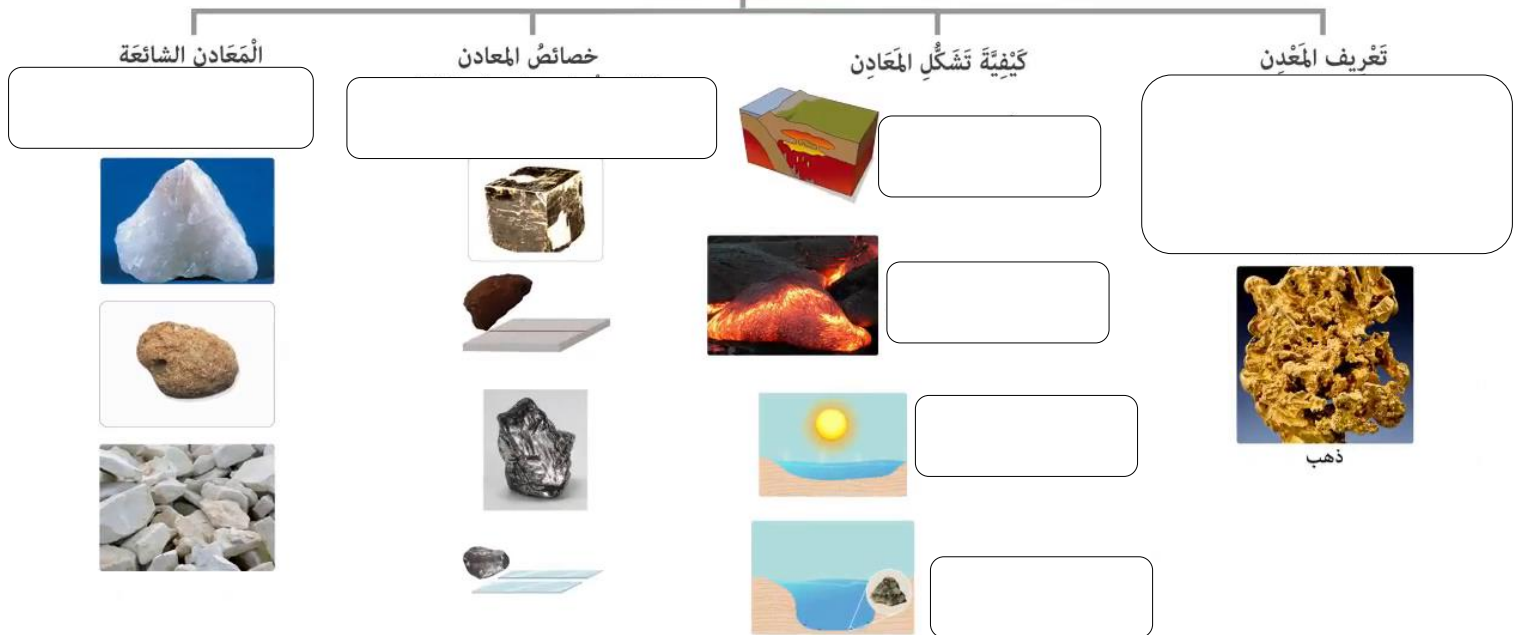 تَعْرِيف المَعْدِن
كَيْفِيَّةَ تَشَكُّلِ المَعَادِن
خصائصُ المعادن
الْمَعَادن الشائعَة
ذهب